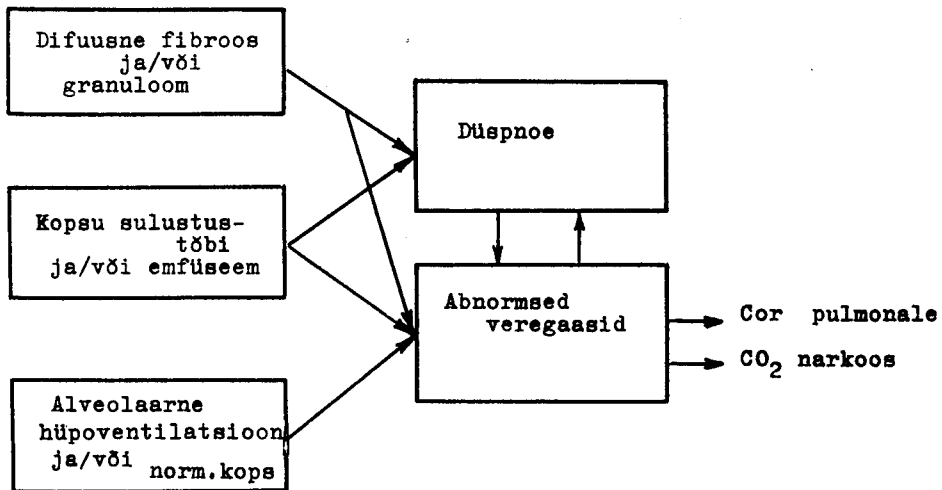 Difuusne fibroos
ja/või
granuloom
Düspnoe
Kopsu sulustus-
tõbi
ja/või emfüseem
Abnormsed
veregaasid
Cor pulmonale
CO₂ narkoos
Alveolaarne
hüpoventilatsioon
ja/või norm.kops